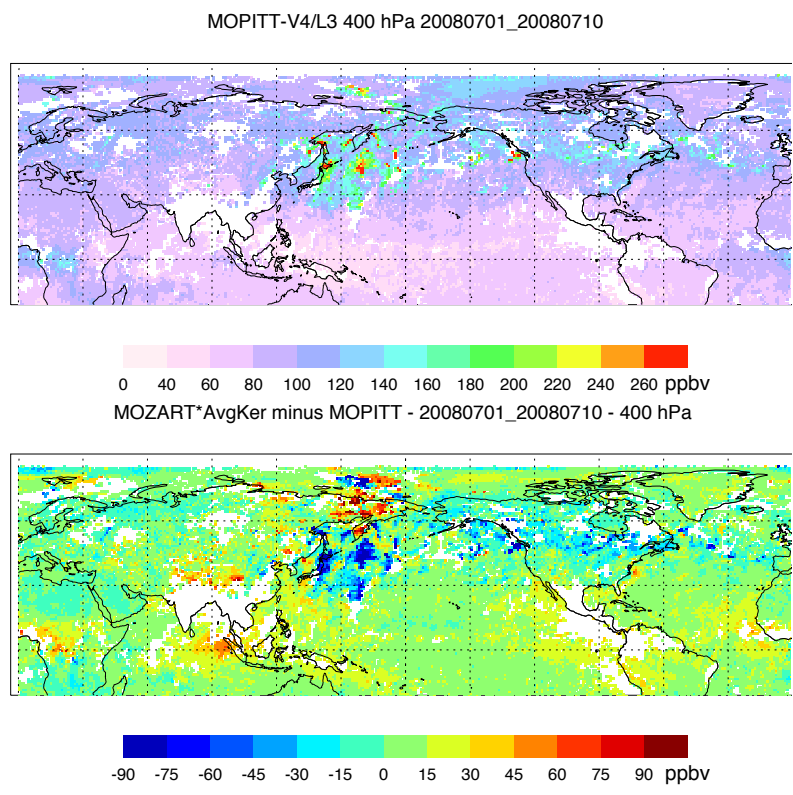 MOPITT-V4/L3 400 hPa 20080701_20080710
0 40 60 80 100 120 140 160 180 200 220 240 260 ppbv
MOZART*AvgKer minus MOPITT - 20080701_20080710 - 400 hPa
-90 -75 -60 -45 -30 -15 0 15 30 45 60 75 90 ppbv